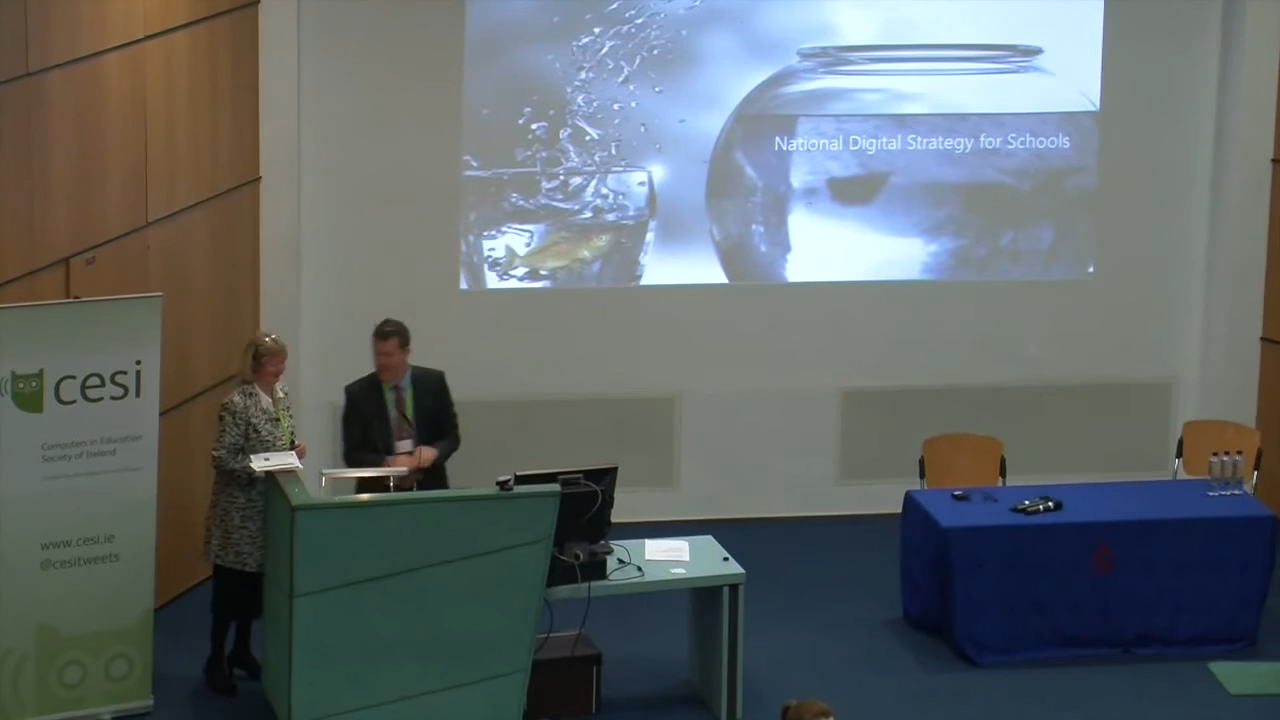 National Digital Strategy for Schools
cesi
Computers in Education
Society of Ireland
www.cesi.ie
@cesitweets